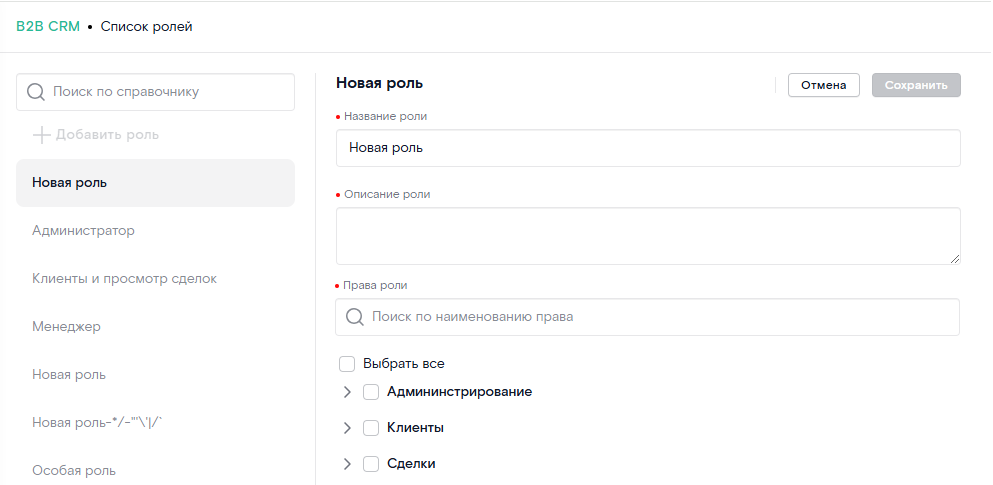 B2B CRM • Список ролей
Поиск по справочнику
Добавить роль
Новая роль
Администратор
Клиенты и просмотр сделок
Менеджер
Новая роль
Новая роль-*/-"'\'|/`
Особая роль
Новая роль
Отмена
Сохранить
Название роли
Новая роль
Описание роли
Права роли
Поиск по наименованию права
Выбрать все
Админинстрирование
Клиенты
Сделки